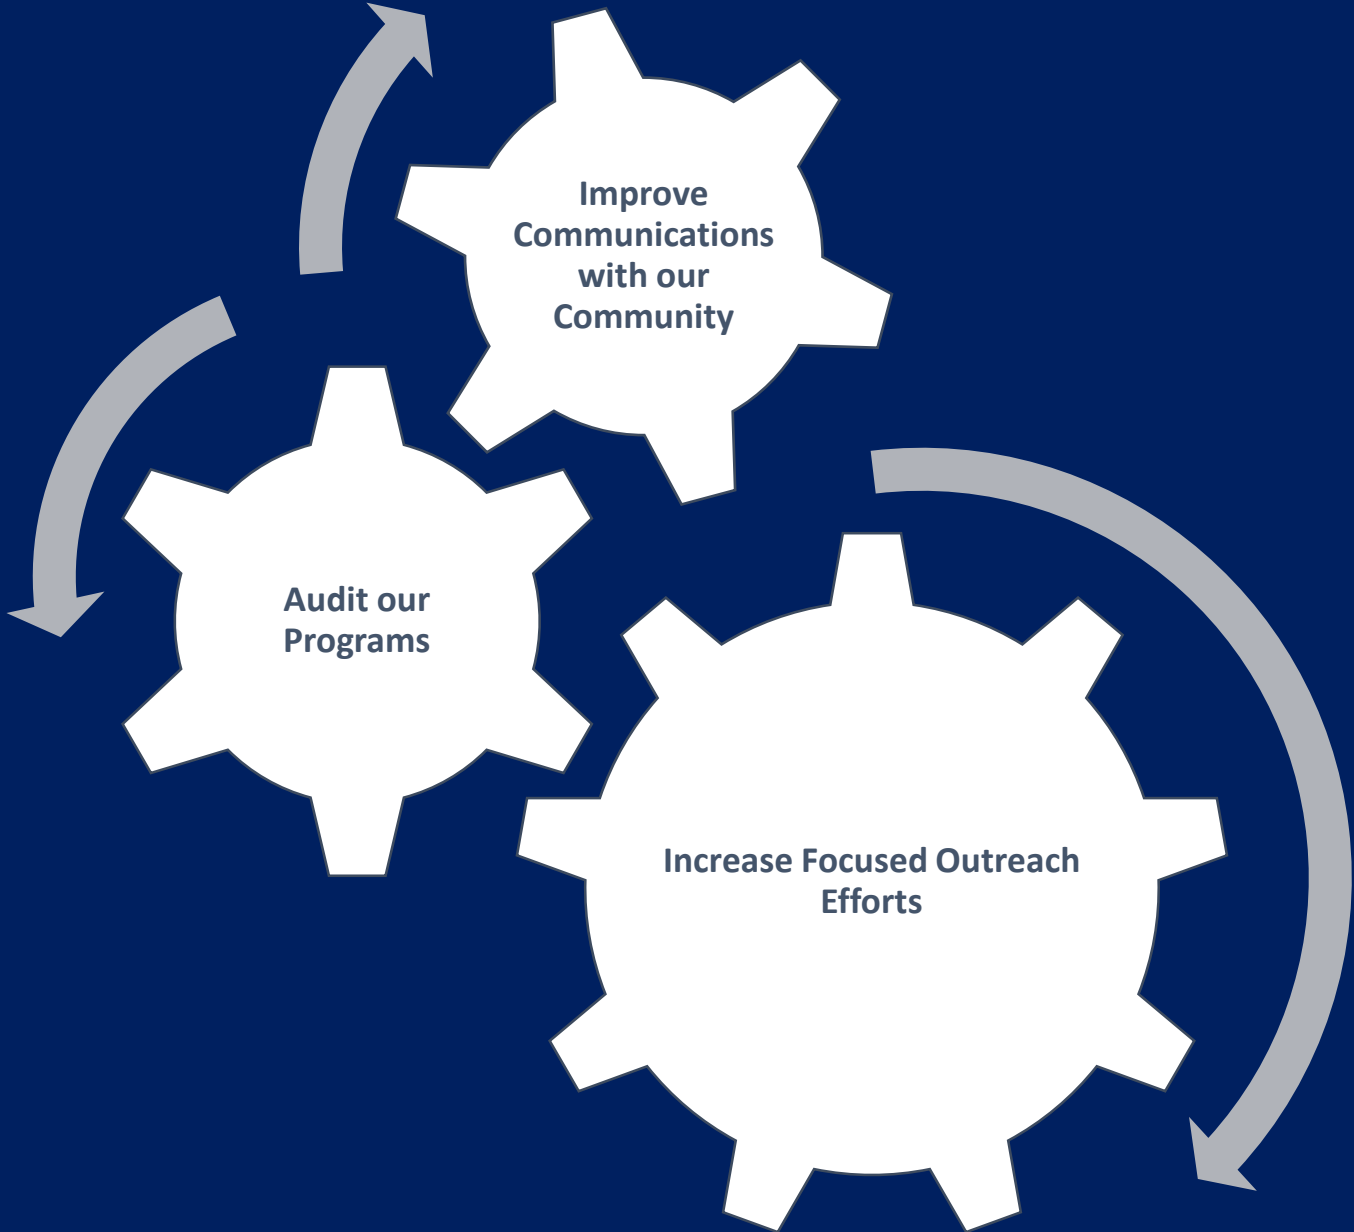 Improve
Communications
with our
Community
Audit our
Programs
Increase Focused Outreach
Efforts